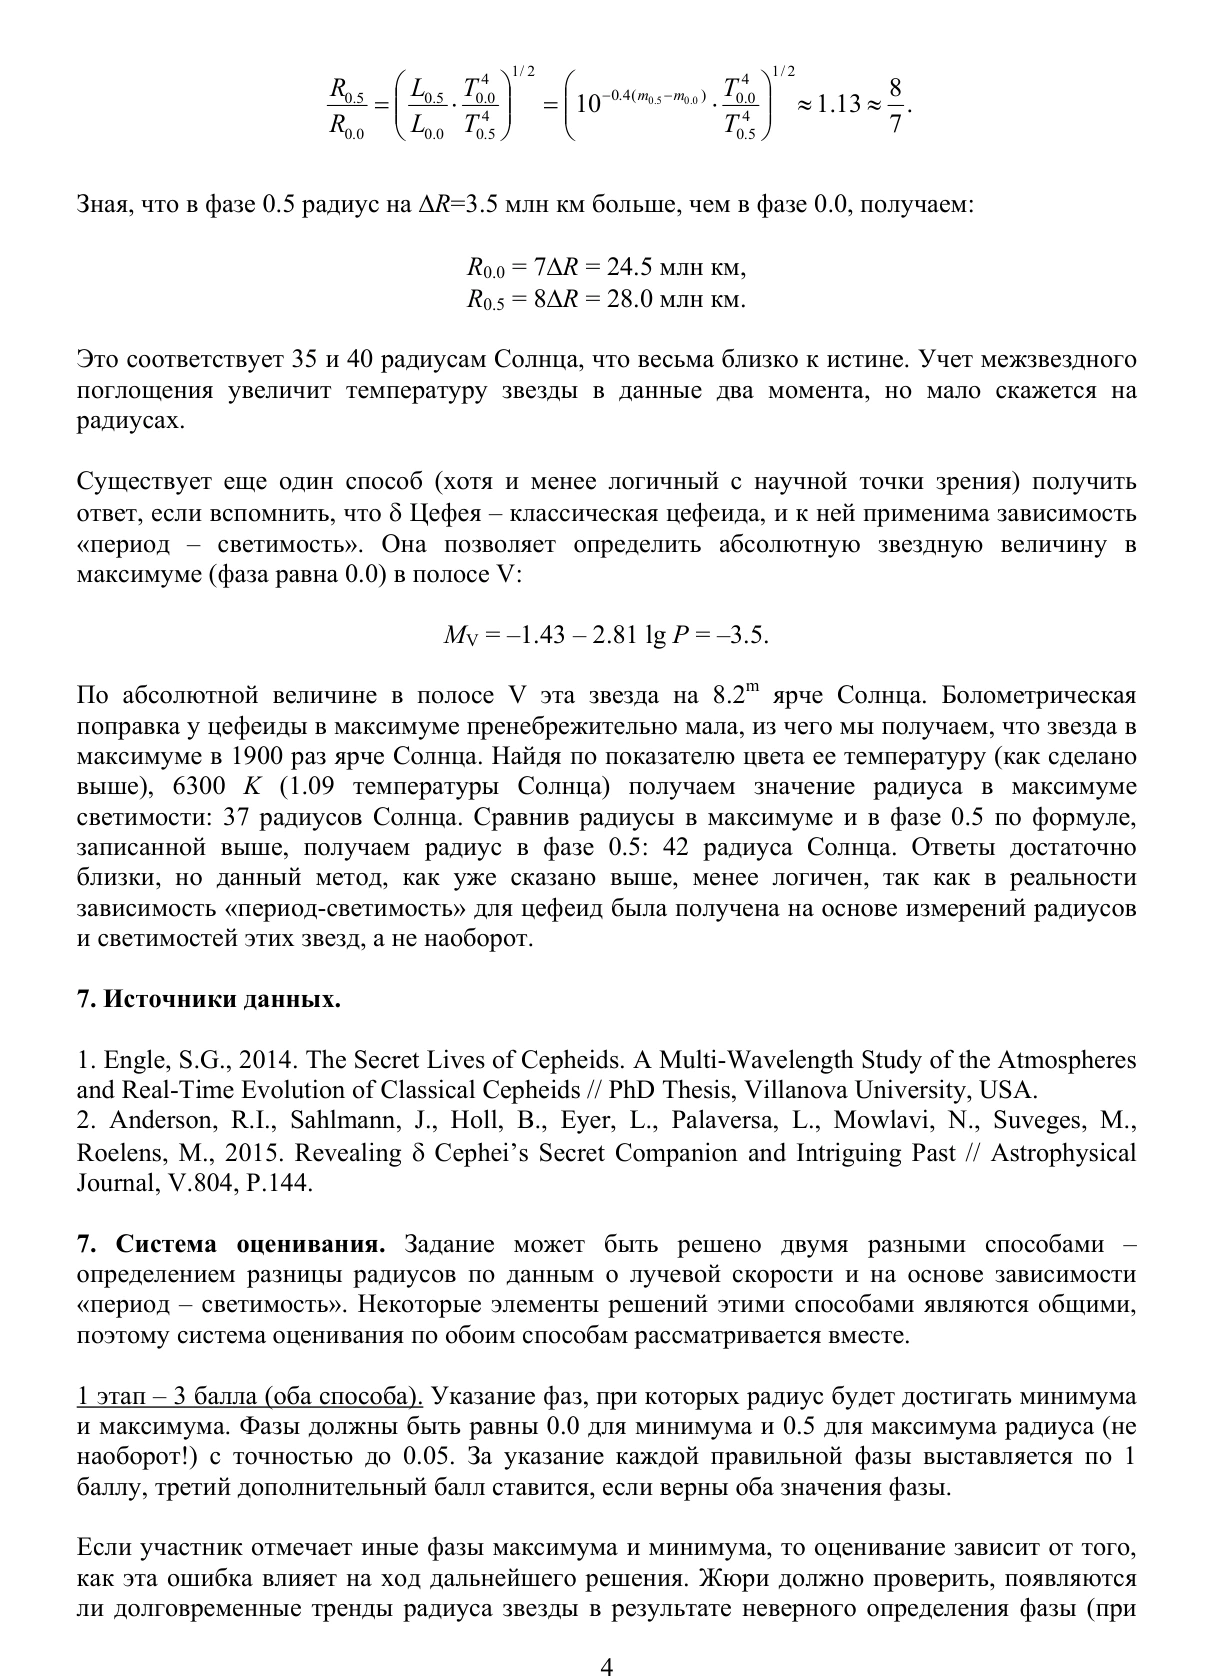 R0.5/R0.0 = (L0.5/L0.0 · T⁴0.0/T⁴0.5)^1/2 = (10^−0.4(m0.5−m0.0) · T⁴0.0/T⁴0.5)^1/2 ≈ 1.13 ≈ 8/7.
Зная, что в фазе 0.5 радиус на ΔR=3.5 млн км больше, чем в фазе 0.0, получаем:
R0.0 = 7ΔR = 24.5 млн км,
R0.5 = 8ΔR = 28.0 млн км.
Это соответствует 35 и 40 радиусам Солнца, что весьма близко к истине. Учет межзвездного
поглощения увеличит температуру звезды в данные два момента, но мало скажется на
радиусах.
Существует еще один способ (хотя и менее логичный с научной точки зрения) получить
ответ, если вспомнить, что δ Цефея – классическая цефеида, и к ней применима зависимость
«период – светимость». Она позволяет определить абсолютную звездную величину в
максимуме (фаза равна 0.0) в полосе V:
MV = –1.43 – 2.81 lg P = –3.5.
По абсолютной величине в полосе V эта звезда на 8.2m ярче Солнца. Болометрическая
поправка у цефеиды в максимуме пренебрежительно мала, из чего мы получаем, что звезда в
максимуме в 1900 раз ярче Солнца. Найдя по показателю цвета ее температуру (как сделано
выше), 6300 K (1.09 температуры Солнца) получаем значение радиуса в максимуме
светимости: 37 радиусов Солнца. Сравнив радиусы в максимуме и в фазе 0.5 по формуле,
записанной выше, получаем радиус в фазе 0.5: 42 радиуса Солнца. Ответы достаточно
близки, но данный метод, как уже сказано выше, менее логичен, так как в реальности
зависимость «период-светимость» для цефеид была получена на основе измерений радиусов
и светимостей этих звезд, а не наоборот.
7. Источники данных.
1. Engle, S.G., 2014. The Secret Lives of Cepheids. A Multi-Wavelength Study of the Atmospheres
and Real-Time Evolution of Classical Cepheids // PhD Thesis, Villanova University, USA.
2. Anderson, R.I., Sahlmann, J., Holl, B., Eyer, L., Palaversa, L., Mowlavi, N., Suveges, M.,
Roelens, M., 2015. Revealing δ Cephei’s Secret Companion and Intriguing Past // Astrophysical
Journal, V.804, P.144.
7. Система оценивания. Задание может быть решено двумя разными способами –
определением разницы радиусов по данным о лучевой скорости и на основе зависимости
«период – светимость». Некоторые элементы решений этими способами являются общими,
поэтому система оценивания по обоим способам рассматривается вместе.
1 этап – 3 балла (оба способа). Указание фаз, при которых радиус будет достигать минимума
и максимума. Фазы должны быть равны 0.0 для минимума и 0.5 для максимума радиуса (не
наоборот!) с точностью до 0.05. За указание каждой правильной фазы выставляется по 1
баллу, третий дополнительный балл ставится, если верны оба значения фазы.
Если участник отмечает иные фазы максимума и минимума, то оценивание зависит от того,
как эта ошибка влияет на ход дальнейшего решения. Жюри должно проверить, появляются
ли долговременные тренды радиуса звезды в результате неверного определения фазы (при
4